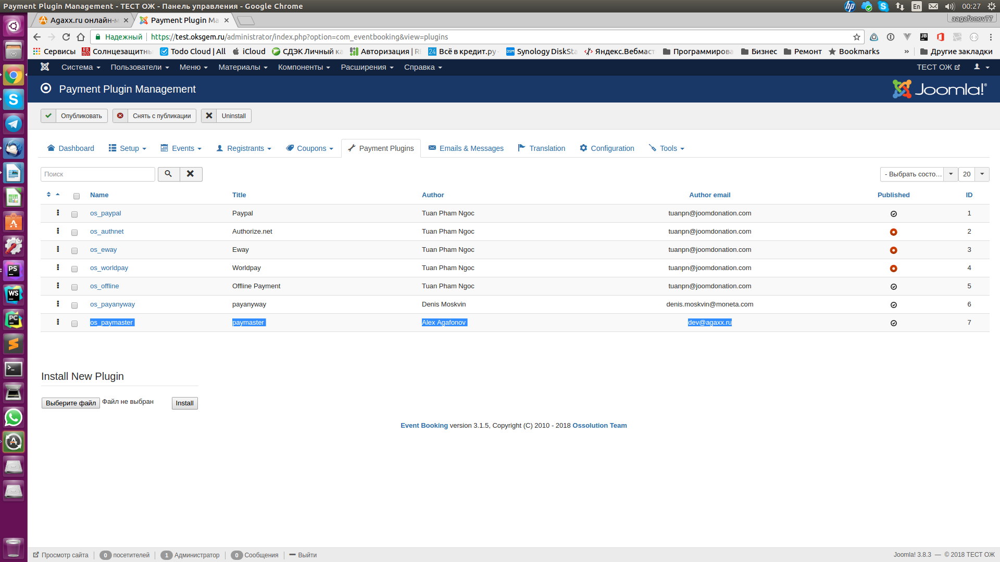 Payment Plugin Management - ТЕСТ ОЖ - Панель управления - Google Chrome
En 00:27
Agaxx.ru онлайн-м Payment Plugin Ma aagafonov77
Надежный https://test.oksgem.ru/administrator/index.php?option=com_eventbooking&view=plugins
Сервисы Солнцезащитн Todo Cloud | All iCloud СДЭК Личный ка Авторизация | RE Всё в кредит.ру - Synology DiskSta Яндекс.Вебмаст Программирова Бизнес Ремонт Bookmarks » Другие закладки
Система Пользователи Меню Материалы Компоненты Расширения Справка ТЕСТ ОЖ
Payment Plugin Management Joomla!®
Опубликовать Снять с публикации Uninstall
Dashboard Setup Events Registrants Coupons Payment Plugins Emails & Messages Translation Configuration Tools
Поиск - Выбрать состо... 20
Name Title Author Author email Published ID
os_paypal Paypal Tuan Pham Ngoc tuanpn@joomdonation.com 1
os_authnet Authorize.net Tuan Pham Ngoc tuanpn@joomdonation.com 2
os_eway Eway Tuan Pham Ngoc tuanpn@joomdonation.com 3
os_worldpay Worldpay Tuan Pham Ngoc tuanpn@joomdonation.com 4
os_offline Offline Payment Tuan Pham Ngoc tuanpn@joomdonation.com 5
os_payanyway payanyway Denis Moskvin denis.moskvin@moneta.com 6
os_paymaster paymaster Alex Agafonov dev@agaxx.ru 7
Install New Plugin
Выберите файл Файл не выбран Install
Event Booking version 3.1.5, Copyright (C) 2010 - 2018 Ossolution Team
Просмотр сайта 0 посетителей 1 Администратор 0 Сообщения Выйти Joomla! 3.8.3 — © 2018 ТЕСТ ОЖ